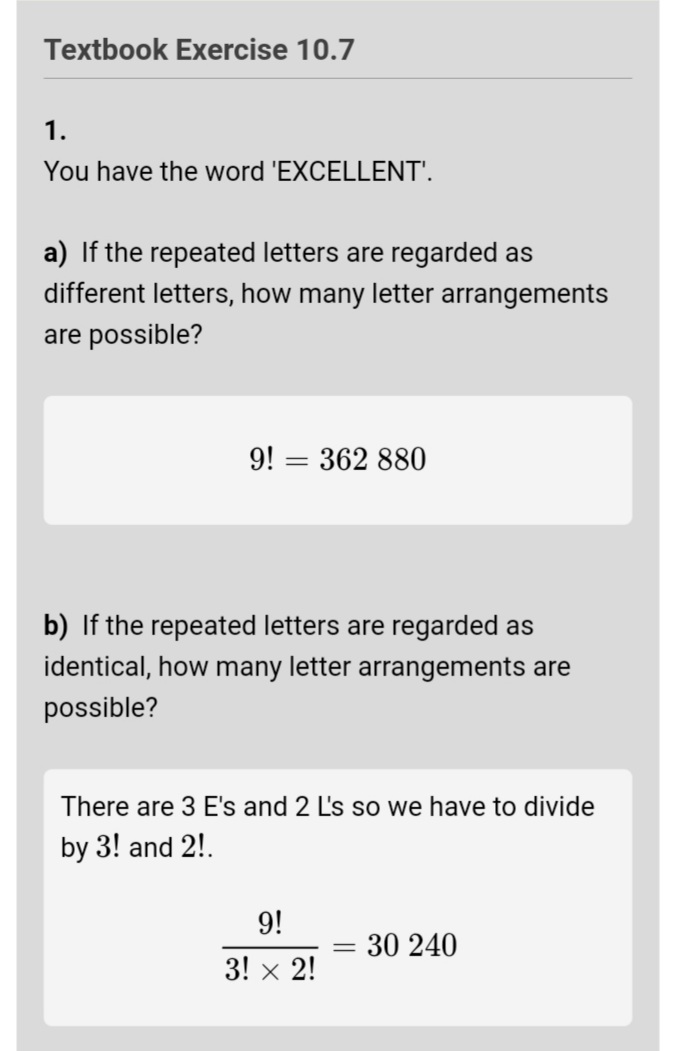 Textbook Exercise 10.7
1.
You have the word 'EXCELLENT'.
a) If the repeated letters are regarded as
different letters, how many letter arrangements
are possible?
9! = 362 880
b) If the repeated letters are regarded as
identical, how many letter arrangements are
possible?
There are 3 E's and 2 L's so we have to divide
by 3! and 2!.
9!
3! × 2!
= 30 240